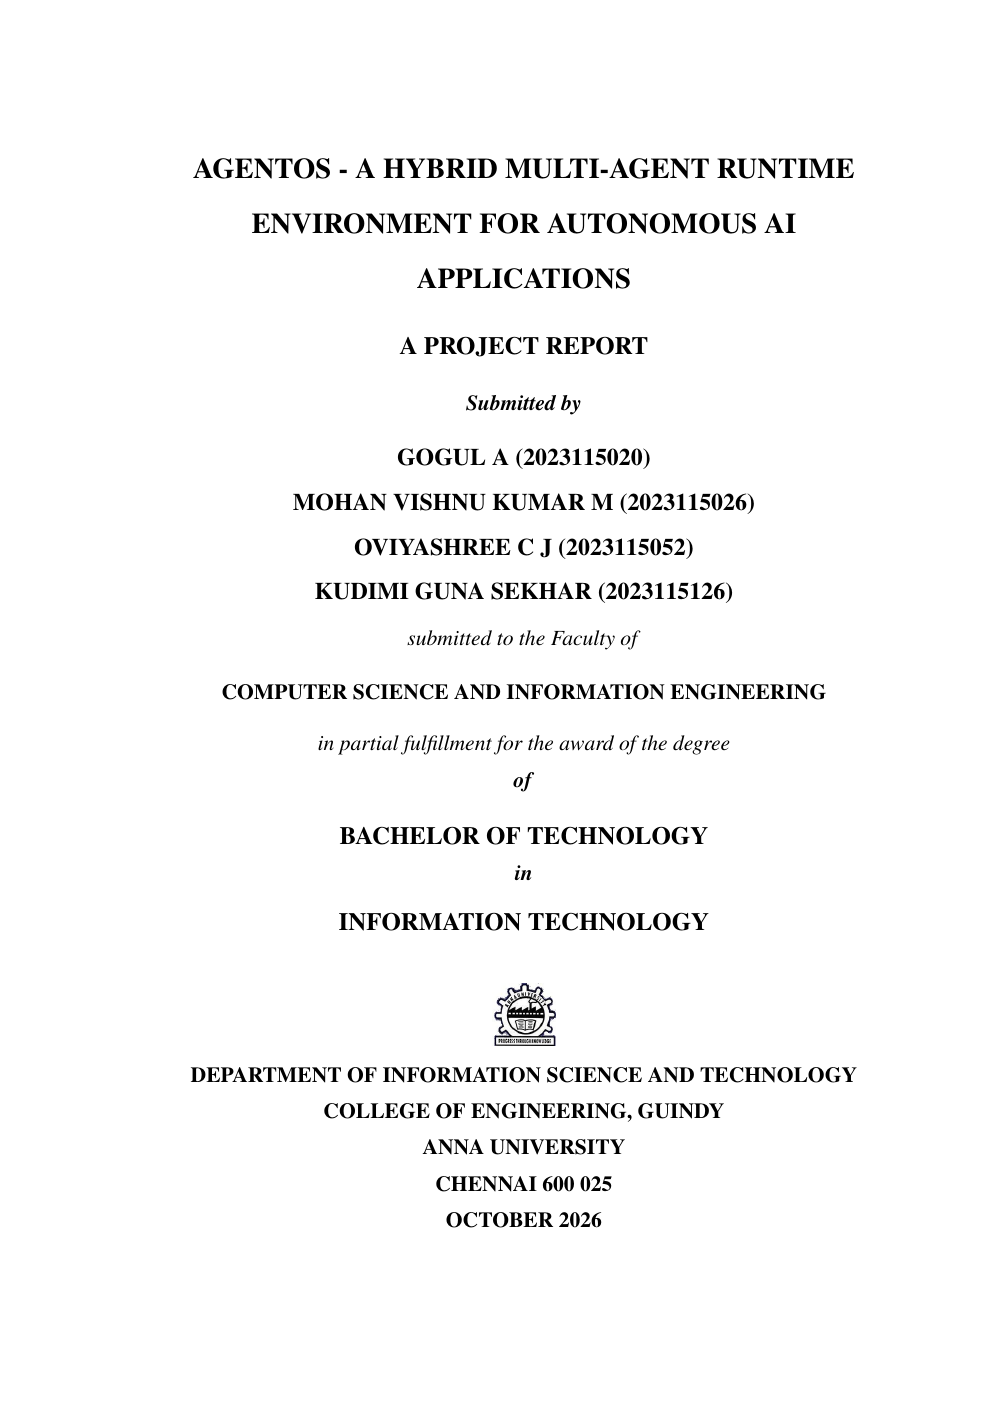 AGENTOS - A HYBRID MULTI-AGENT RUNTIME
ENVIRONMENT FOR AUTONOMOUS AI
APPLICATIONS
A PROJECT REPORT
Submitted by
GOGUL A (2023115020)
MOHAN VISHNU KUMAR M (2023115026)
OVIYASHREE C J (2023115052)
KUDIMI GUNA SEKHAR (2023115126)
submitted to the Faculty of
COMPUTER SCIENCE AND INFORMATION ENGINEERING
in partial fulfillment for the award of the degree
of
BACHELOR OF TECHNOLOGY
in
INFORMATION TECHNOLOGY
ANNA UNIVERSITY
PROGRESS THROUGH KNOWLEDGE
DEPARTMENT OF INFORMATION SCIENCE AND TECHNOLOGY
COLLEGE OF ENGINEERING, GUINDY
ANNA UNIVERSITY
CHENNAI 600 025
OCTOBER 2026